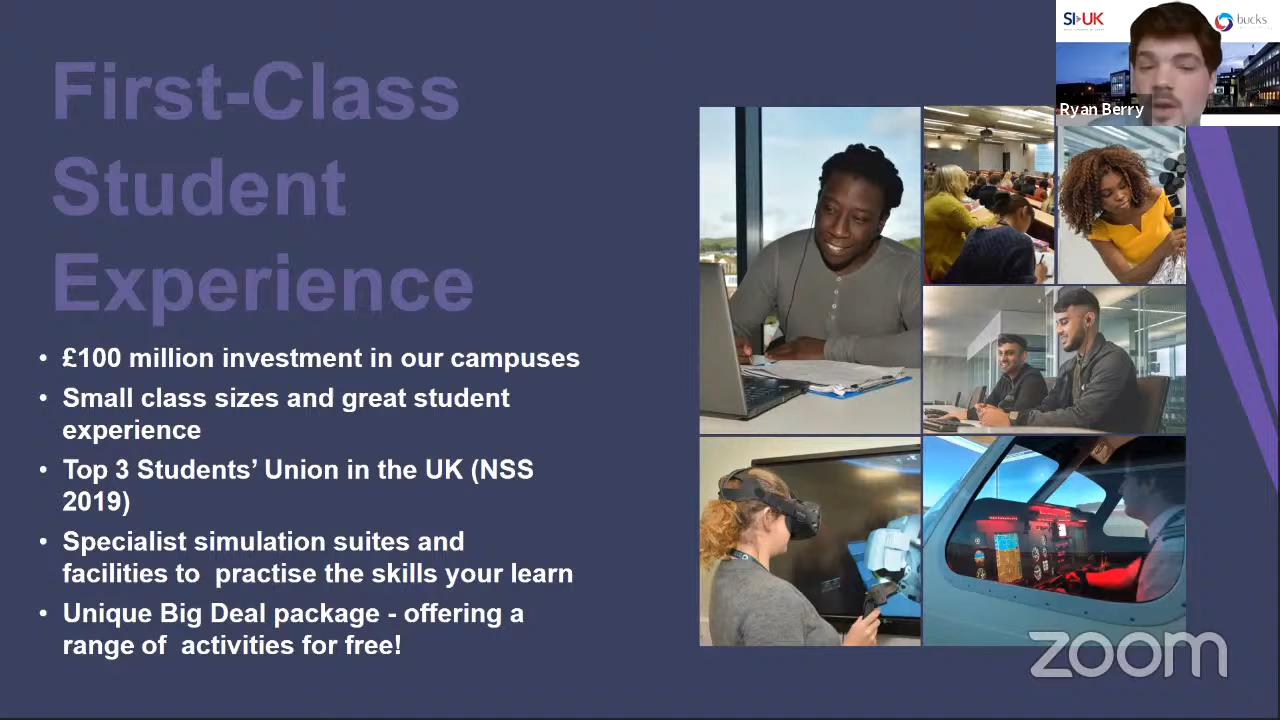 SI-UK
bucks
Ryan Berry
First-Class
Student
Experience
• £100 million investment in our campuses
• Small class sizes and great student
experience
• Top 3 Students’ Union in the UK (NSS
2019)
• Specialist simulation suites and
facilities to  practise the skills your learn
• Unique Big Deal package - offering a
range of  activities for free!
zoom